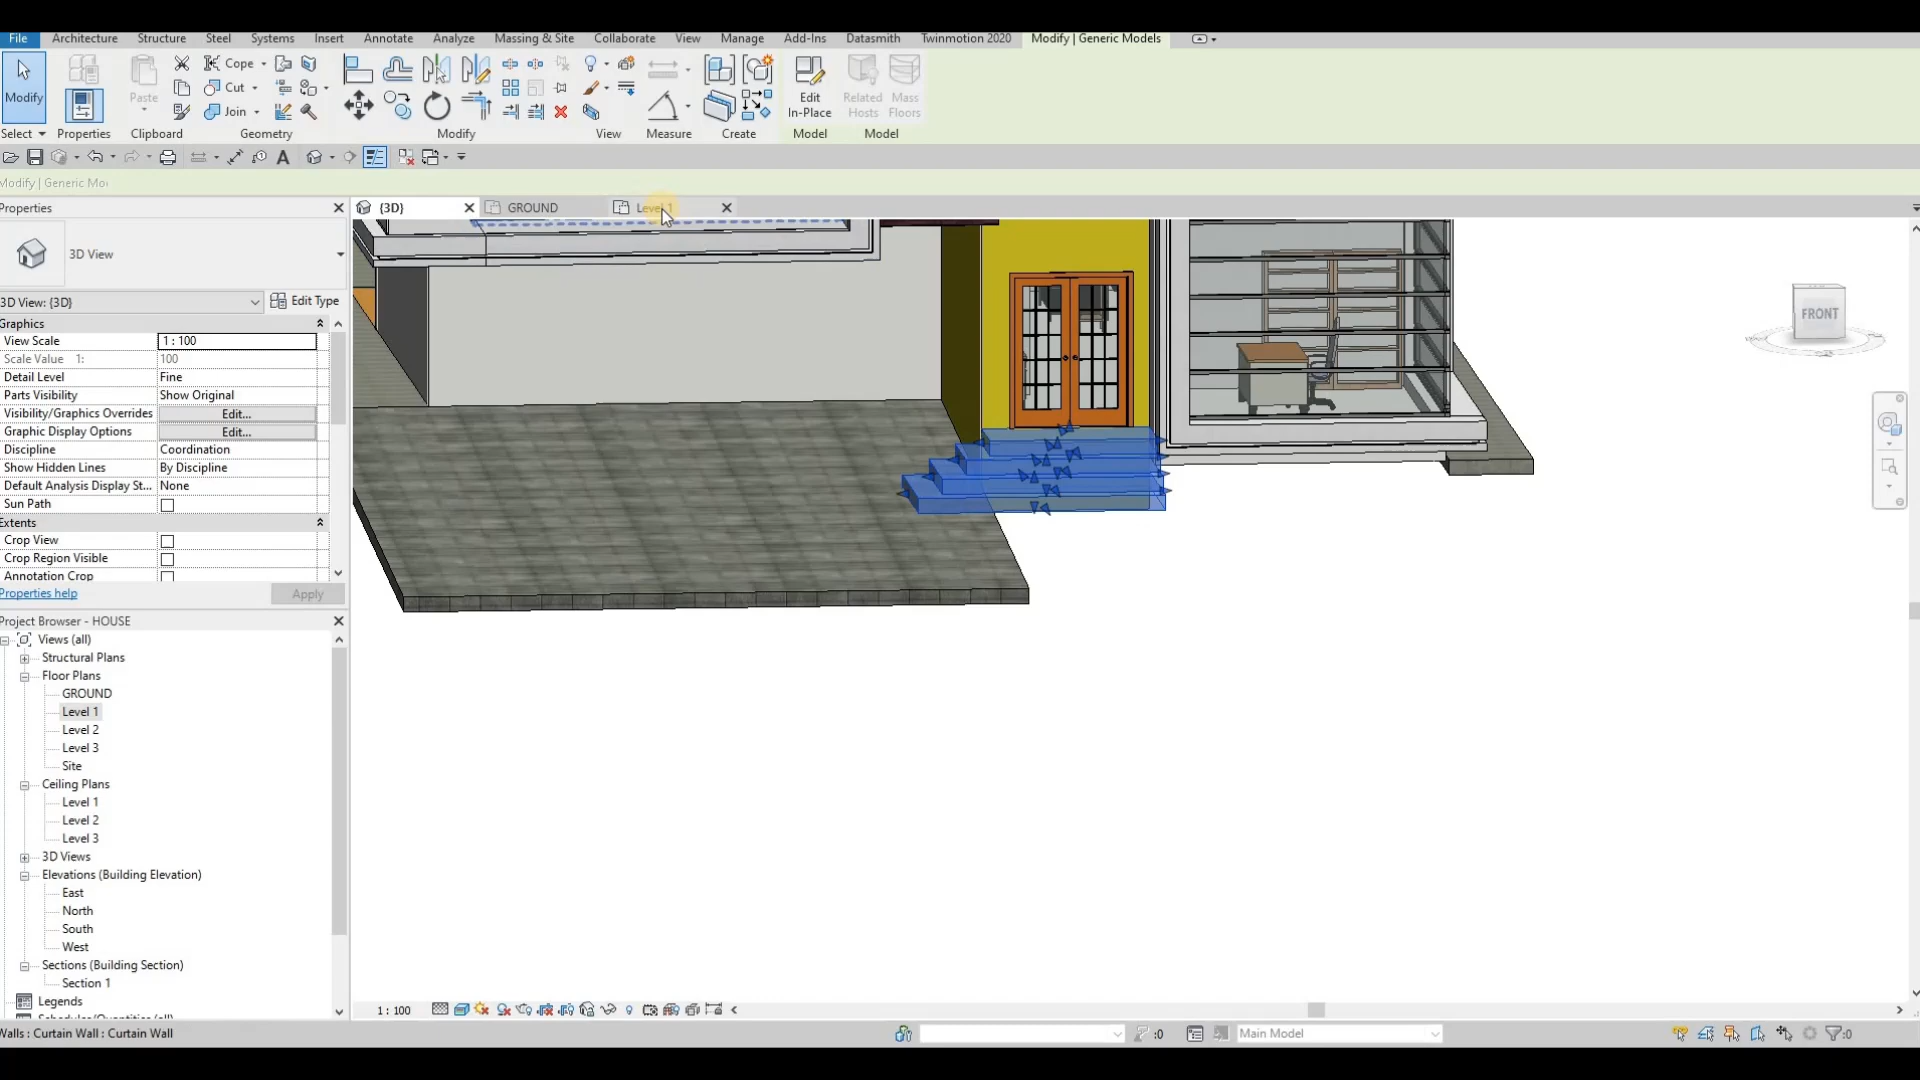 File Architecture Structure Steel Systems Insert Annotate Analyze Massing & Site Collaborate View Manage Add-Ins Datasmith Twinmotion 2020 Modify | Generic Models
Modify
Paste
Cope
Cut
Join
Edit
In-Place
Related
Hosts
Mass
Floors
Select Properties Clipboard Geometry Modify View Measure Create Model Model
A
Modify | Generic Mo
Properties
{3D} GROUND Level 1
3D View
3D View: {3D} Edit Type
Graphics
View Scale 1 : 100
Scale Value 1: 100
Detail Level Fine
Parts Visibility Show Original
Visibility/Graphics Overrides Edit...
Graphic Display Options Edit...
Discipline Coordination
Show Hidden Lines By Discipline
Default Analysis Display St... None
Sun Path
Extents
Crop View
Crop Region Visible
Annotation Crop
Properties help Apply
FRONT
Project Browser - HOUSE
Views (all)
Structural Plans
Floor Plans
GROUND
Level 1
Level 2
Level 3
Site
Ceiling Plans
Level 1
Level 2
Level 3
3D Views
Elevations (Building Elevation)
East
North
South
West
Sections (Building Section)
Section 1
Legends
Schedules/Quantities (all)
1 : 100
Walls : Curtain Wall : Curtain Wall
:0
Main Model
:0